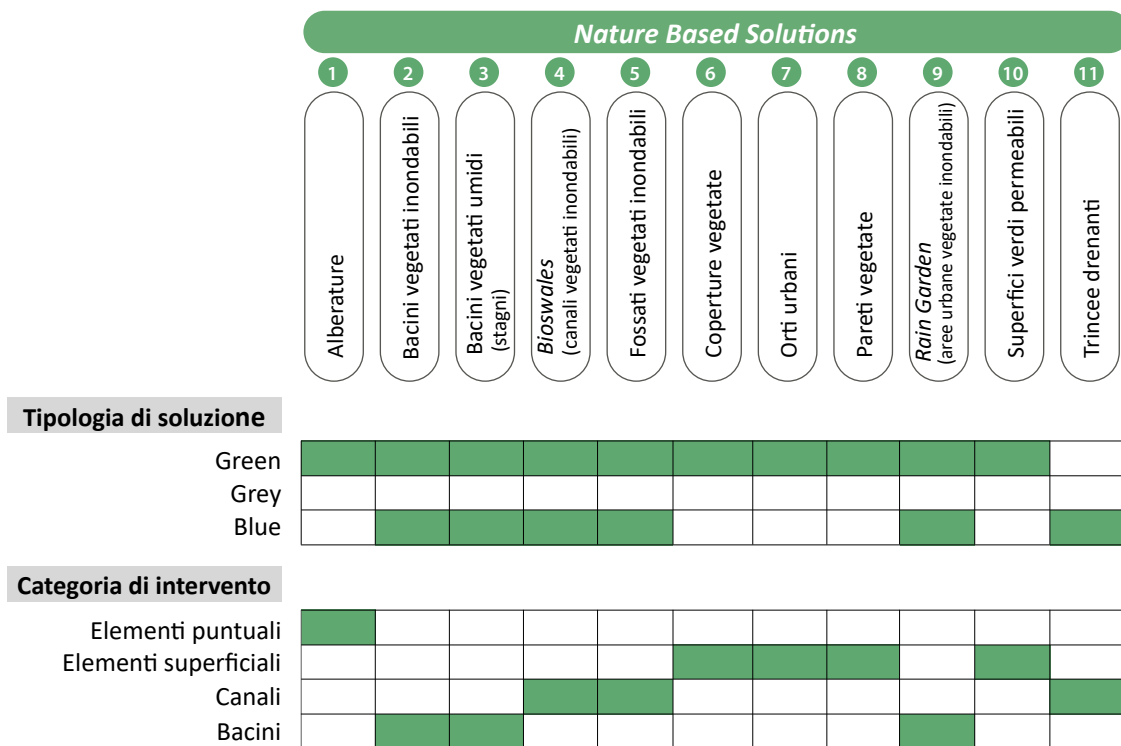 Nature Based Solutions
1
2
3
4
5
6
7
8
9
10
11
Alberature
Bacini vegetati inondabili
Bacini vegetati umidi
(stagni)
Bioswales
(canali vegetati inondabili)
Fossati vegetati inondabili
Coperture vegetate
Orti urbani
Pareti vegetate
Rain Garden
(aree urbane vegetate inondabili)
Superfici verdi permeabili
Trincee drenanti
Tipologia di soluzione
Green
Grey
Blue
Categoria di intervento
Elementi puntuali
Elementi superficiali
Canali
Bacini